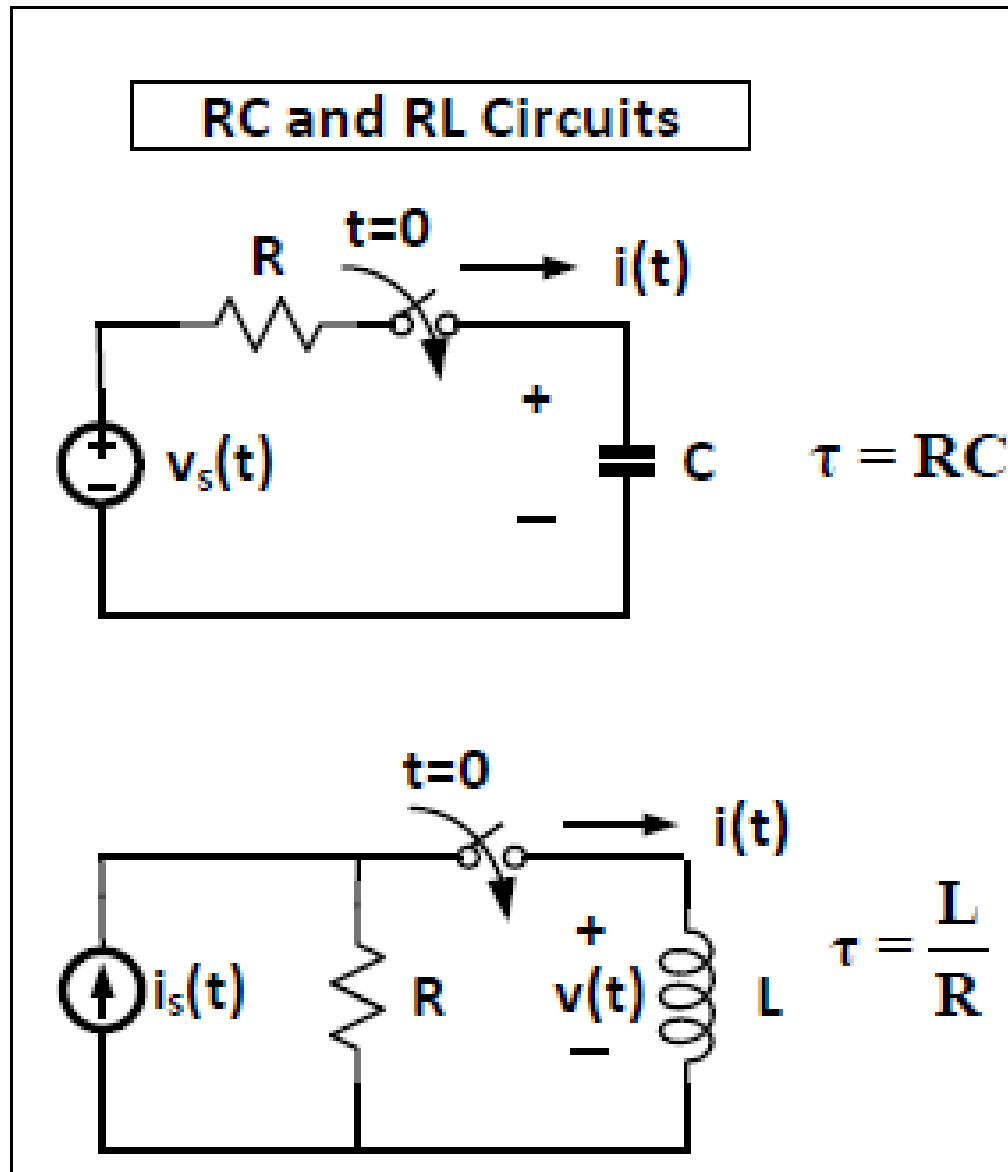 RC and RL Circuits
t=0
R
i(t)
+
+
−
vₛ(t)
C
τ = RC
−
t=0
i(t)
+
iₛ(t)
R
v(t)
L
τ = L/R
−